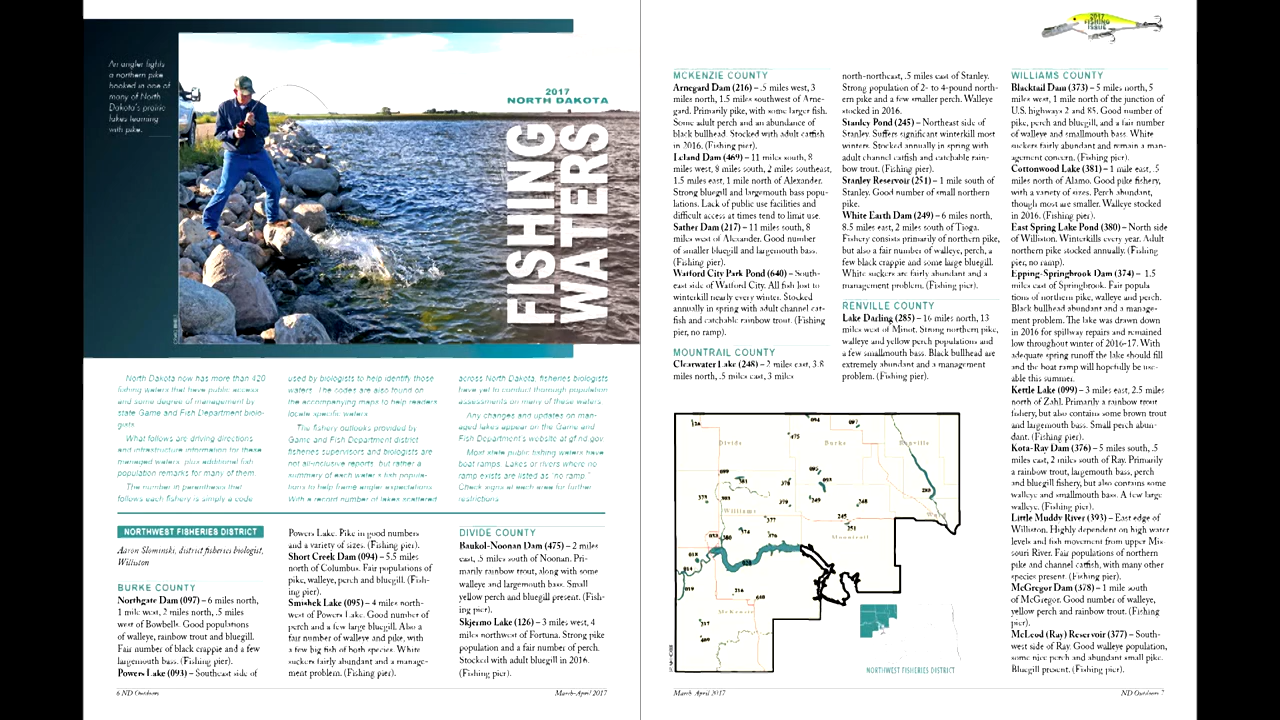 An angler fights
a northern pike
hooked in one of
many of North
Dakota's prairie
lakes learning
with pike.
2017
NORTH DAKOTA
FISHING
WATERS
North Dakota now has more than 420
fishing waters that have public access
and some degree of management by
state Game and Fish Department biolo-
gists.
What follows are driving directions
and infrastructure information for these
managed waters, plus additional fish
population remarks for many of them.
The number in parenthesis that
follows each fishery is simply a code
used by biologists to help identify those
waters. The codes are also found on
the accompanying maps to help readers
locate specific waters.
The fishery outlooks provided by
Game and Fish Department district
fisheries supervisors and biologists are
not all-inclusive reports, but rather a
summary of each water's fish popula-
tions to help frame angler expectations.
With a record number of lakes scattered
across North Dakota, fisheries biologists
have yet to conduct thorough population
assessments on many of these waters.
Any changes and updates on man-
aged lakes appear on the Game and
Fish Department's website at gf.nd.gov.
Most state public fishing waters have
boat ramps. Lakes or rivers where no
ramp exists are listed as "no ramp."
Check signs at each area for further
restrictions.
NORTHWEST FISHERIES DISTRICT
Aaron Slominski, district fisheries biologist,
Williston
BURKE COUNTY
Northgate Dam (097) – 6 miles north,
1 mile west, 2 miles north, .5 miles
west of Bowbells. Good populations
of walleye, rainbow trout and bluegill.
Fair number of black crappie and a few
largemouth bass. (Fishing pier).
Powers Lake (093) – Southeast side of
Powers Lake. Pike in good numbers
and a variety of sizes. (Fishing pier).
Short Creek Dam (094) – 5.5 miles
north of Columbus. Fair populations of
pike, walleye, perch and bluegill. (Fish-
ing pier).
Smishek Lake (095) – 4 miles north-
west of Powers Lake. Good number of
perch and a few large bluegill. Also a
fair number of walleye and pike, with
a few big fish of both species. White
suckers fairly abundant and a manage-
ment problem. (Fishing pier).
DIVIDE COUNTY
Baukol-Noonan Dam (475) – 2 miles
east, .5 miles south of Noonan. Pri-
marily rainbow trout, along with some
walleye and largemouth bass. Small
yellow perch and bluegill present. (Fish-
ing pier).
Skjermo Lake (126) – 3 miles west, 4
miles northwest of Fortuna. Strong pike
population and a fair number of perch.
Stocked with adult bluegill in 2016.
(Fishing pier).
6 ND Outdoors
March-April 2017
2017
FISHING
ISSUE
MCKENZIE COUNTY
Arnegard Dam (216) – .5 miles west, 3
miles north, 1.5 miles southwest of Arne-
gard. Primarily pike, with some larger fish.
Some adult perch and an abundance of
black bullhead. Stocked with adult catfish
in 2016. (Fishing pier).
Leland Dam (469) – 11 miles south, 8
miles west, 8 miles south, 2 miles southeast,
1.5 miles east, 1 mile north of Alexander.
Strong bluegill and largemouth bass popu-
lations. Lack of public use facilities and
difficult access at times tend to limit use.
Sather Dam (217) – 11 miles south, 8
miles west of Alexander. Good number
of smaller bluegill and largemouth bass.
(Fishing pier).
Watford City Park Pond (640) – South-
east side of Watford City. All fish lost to
winterkill nearly every winter. Stocked
annually in spring with adult channel cat-
fish and catchable rainbow trout. (Fishing
pier, no ramp).
MOUNTRAIL COUNTY
Clearwater Lake (248) – 2 miles east, 3.8
miles north, .5 miles east, 3 miles
north-northeast, .5 miles east of Stanley.
Strong population of 2- to 4-pound north-
ern pike and a few smaller perch. Walleye
stocked in 2016.
Stanley Pond (245) – Northeast side of
Stanley. Suffers significant winterkill most
winters. Stocked annually in spring with
adult channel catfish and catchable rain-
bow trout. (Fishing pier).
Stanley Reservoir (251) – 1 mile south of
Stanley. Good number of small northern
pike.
White Earth Dam (249) – 6 miles north,
8.5 miles east, 2 miles south of Tioga.
Fishery consists primarily of northern pike,
but also a fair number of walleye, perch, a
few black crappie and some large bluegill.
White suckers are fairly abundant and a
management problem. (Fishing pier).
RENVILLE COUNTY
Lake Darling (285) – 16 miles north, 13
miles west of Minot. Strong northern pike,
walleye and yellow perch populations and
a few smallmouth bass. Black bullhead are
extremely abundant and a management
problem. (Fishing pier).
WILLIAMS COUNTY
Blacktail Dam (373) – 5 miles north, 5
miles west, 1 mile north of the junction of
U.S. highways 2 and 85. Good number of
pike, perch and bluegill, and a fair number
of walleye and smallmouth bass. White
suckers fairly abundant and remain a man-
agement concern. (Fishing pier).
Cottonwood Lake (381) – 1 mile east, .5
miles north of Alamo. Good pike fishery,
with a variety of sizes. Perch abundant,
though most are smaller. Walleye stocked
in 2016. (Fishing pier).
East Spring Lake Pond (380) – North side
of Williston. Winterkills every year. Adult
northern pike stocked annually. (Fishing
pier, no ramp).
Epping-Springbrook Dam (374) – 1.5
miles east of Springbrook. Fair popula-
tions of northern pike, walleye and perch.
Black bullhead abundant and a manage-
ment problem. The lake was drawn down
in 2016 for spillway repairs and remained
low throughout winter of 2016-17. With
adequate spring runoff the lake should fill
and the boat ramp will hopefully be use-
able this summer.
Kettle Lake (099) – 3 miles east, 2.5 miles
north of Zahl. Primarily a rainbow trout
fishery, but also contains some brown trout
and largemouth bass. Small perch abun-
dant. (Fishing pier).
Kota-Ray Dam (376) – 5 miles south, .5
miles east, 2 miles south of Ray. Primarily
a rainbow trout, largemouth bass, perch
and bluegill fishery, but also contains some
walleye and smallmouth bass. A few large
walleye. (Fishing pier).
Little Muddy River (393) – East edge of
Williston. Highly dependent on high water
levels and fish movement from upper Mis-
souri River. Fair populations of northern
pike and channel catfish, with many other
species present. (Fishing pier).
McGregor Dam (378) – 1 mile south
of McGregor. Good number of walleye,
yellow perch and rainbow trout. (Fishing
pier).
McLeod (Ray) Reservoir (377) – South-
west side of Ray. Good walleye population,
some nice perch and abundant small pike.
Bluegill present. (Fishing pier).
Divide
Burke
Renville
Williams
Mountrail
Ward
McKenzie
NORTHWEST FISHERIES DISTRICT
March-April 2017
ND Outdoors 7